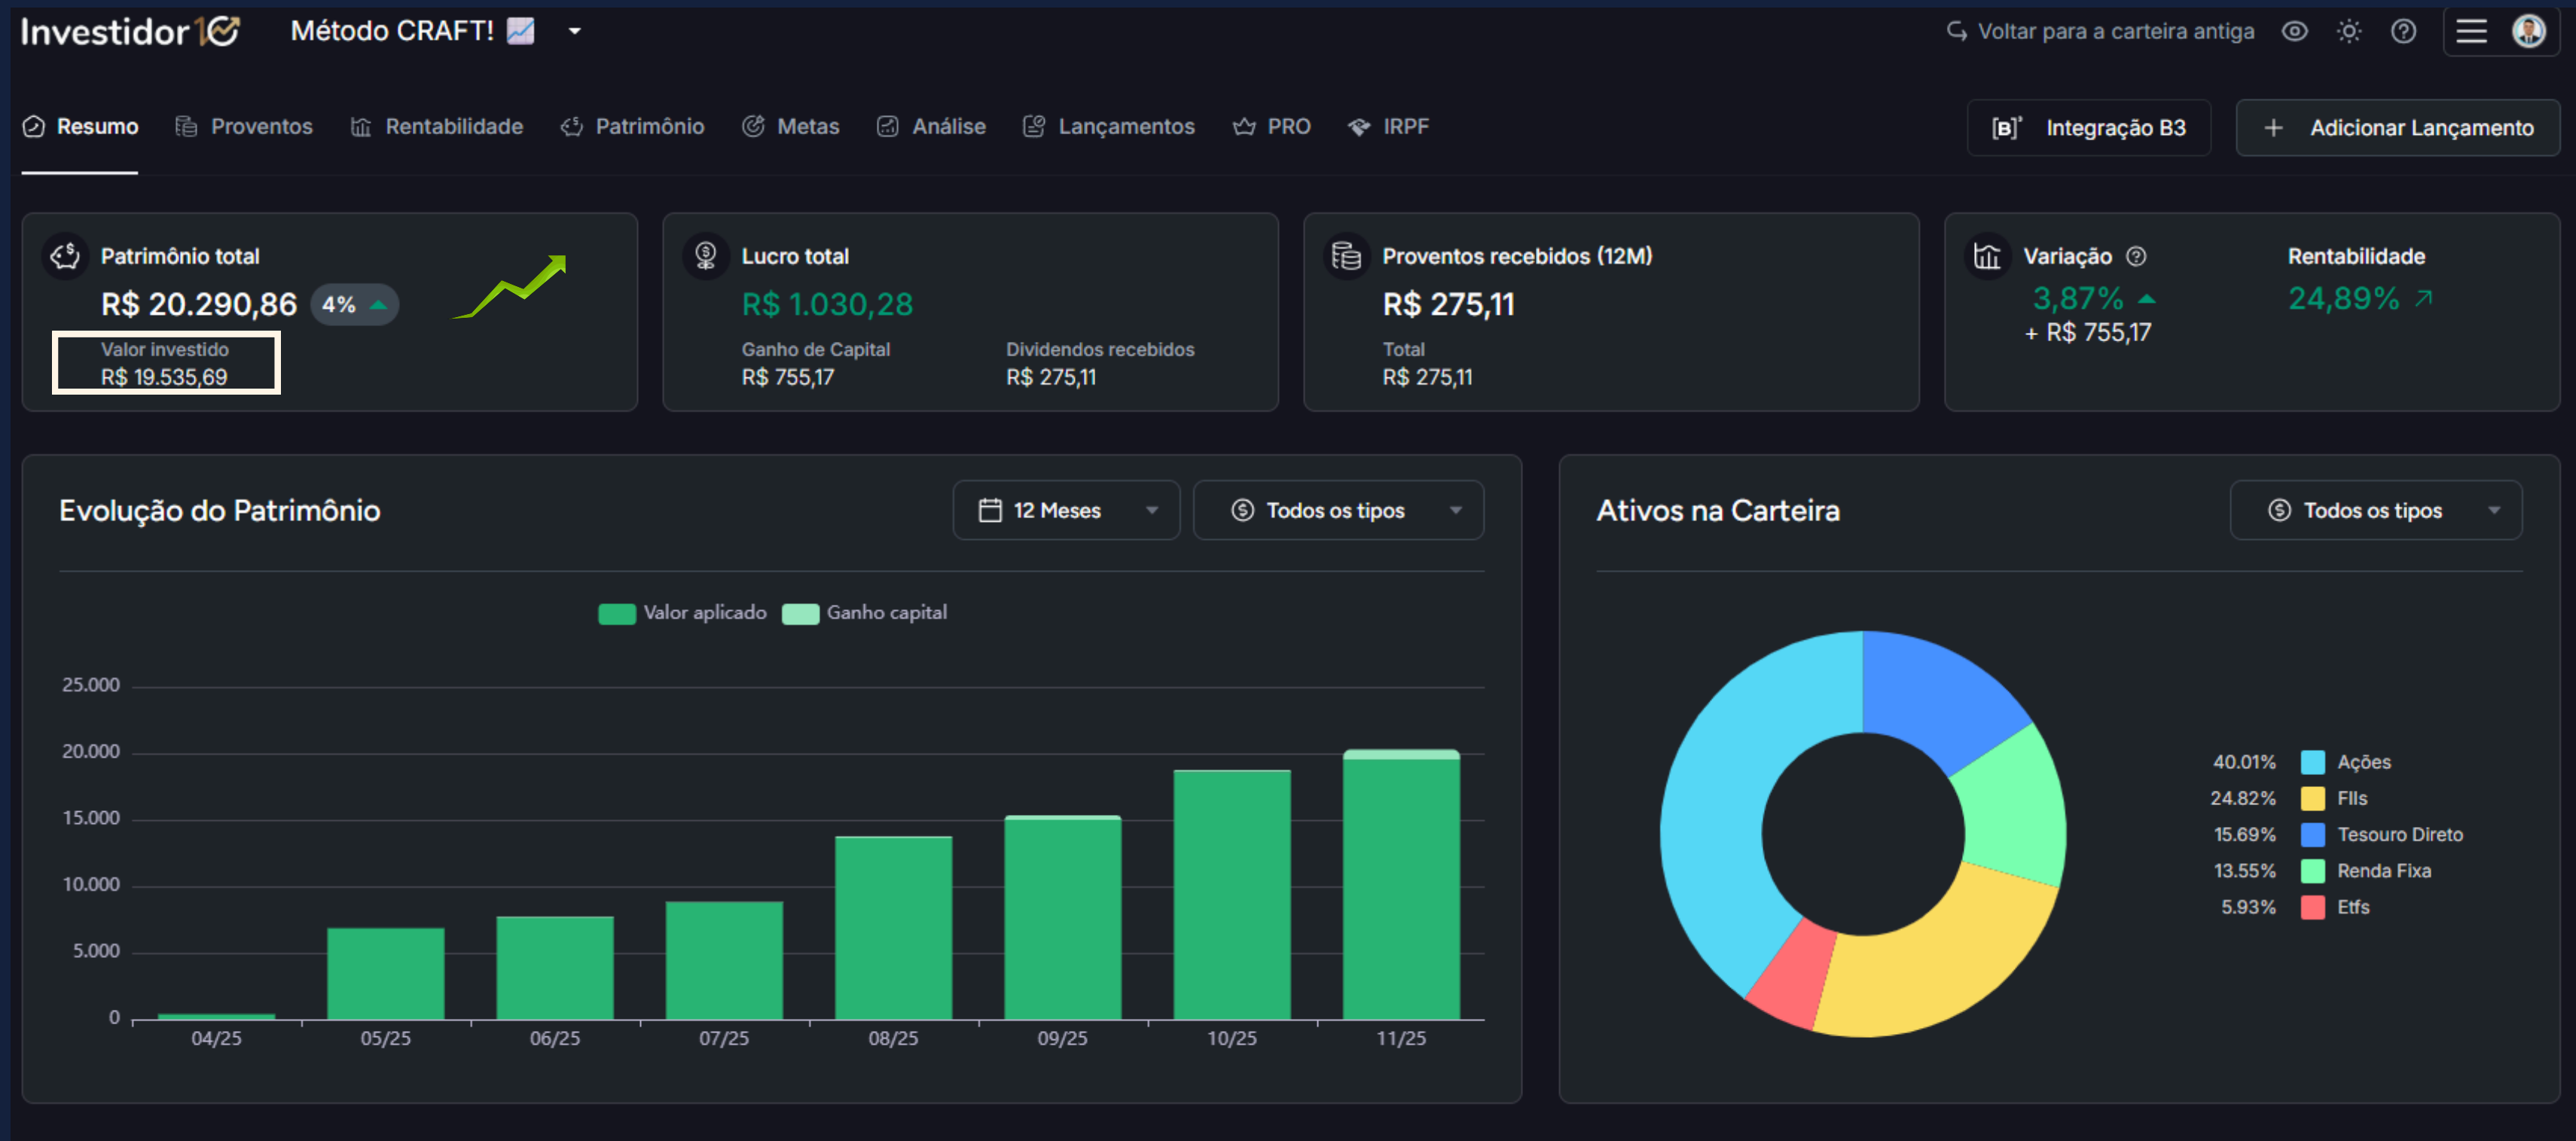 Investidor10
Método CRAFT!
Voltar para a carteira antiga
Resumo
Proventos
Rentabilidade
Patrimônio
Metas
Análise
Lançamentos
PRO
IRPF
[B]³ Integração B3
+ Adicionar Lançamento
Patrimônio total
R$ 20.290,86 4%
Valor investido
R$ 19.535,69
Lucro total
R$ 1.030,28
Ganho de Capital
R$ 755,17
Dividendos recebidos
R$ 275,11
Proventos recebidos (12M)
R$ 275,11
Total
R$ 275,11
Variação
3,87%
+ R$ 755,17
Rentabilidade
24,89%
Evolução do Patrimônio
12 Meses
Todos os tipos
Valor aplicado
Ganho capital
25.000
20.000
15.000
10.000
5.000
0
04/25
05/25
06/25
07/25
08/25
09/25
10/25
11/25
Ativos na Carteira
Todos os tipos
40.01% Ações
24.82% FIIs
15.69% Tesouro Direto
13.55% Renda Fixa
5.93% Etfs